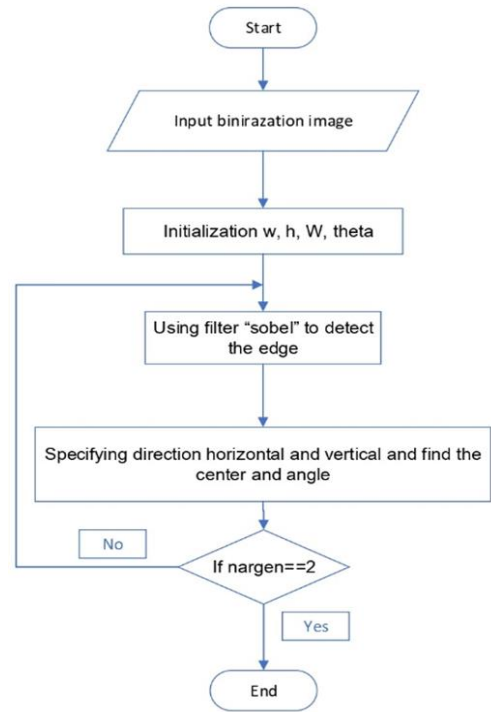 Start
Input binirazation image
Initialization w, h, W, theta
Using filter “sobel” to detect
the edge
Specifying direction horizontal and vertical and find the
center and angle
No
If nargen==2
Yes
End